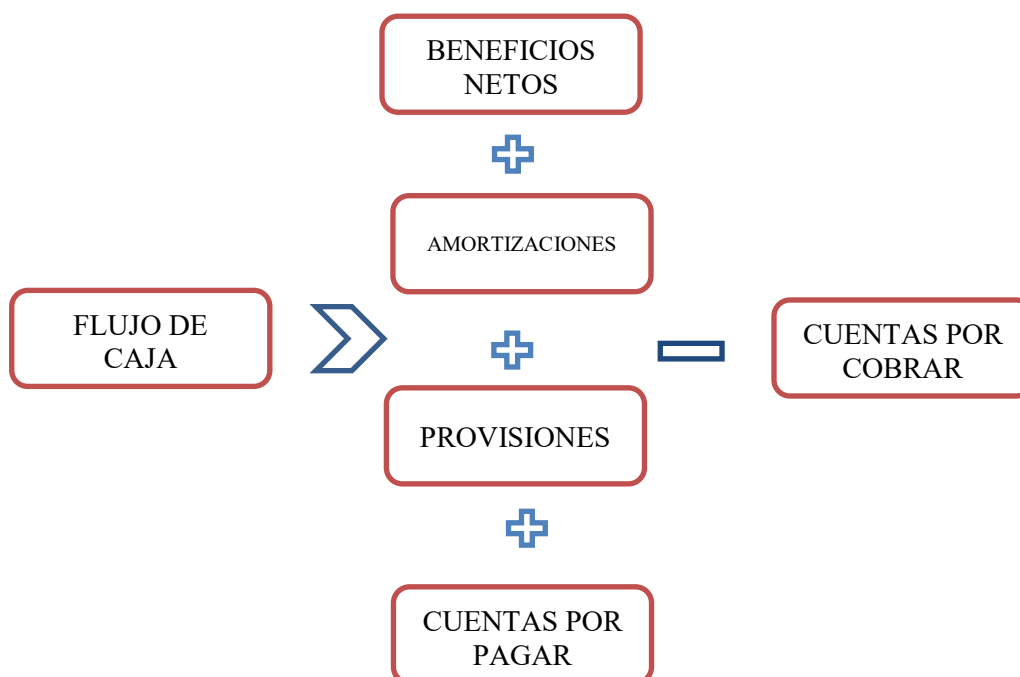 BENEFICIOS
NETOS
AMORTIZACIONES
FLUJO DE
CAJA
CUENTAS POR
COBRAR
PROVISIONES
CUENTAS POR
PAGAR